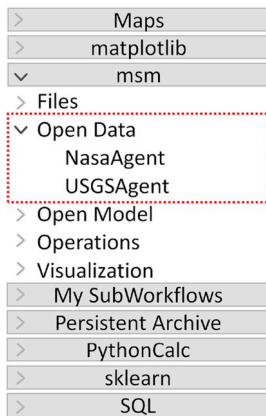 Maps
matplotlib
msm
Files
Open Data
NasaAgent
USGSAgent
Open Model
Operations
Visualization
My SubWorkflows
Persistent Archive
PythonCalc
sklearn
SQL